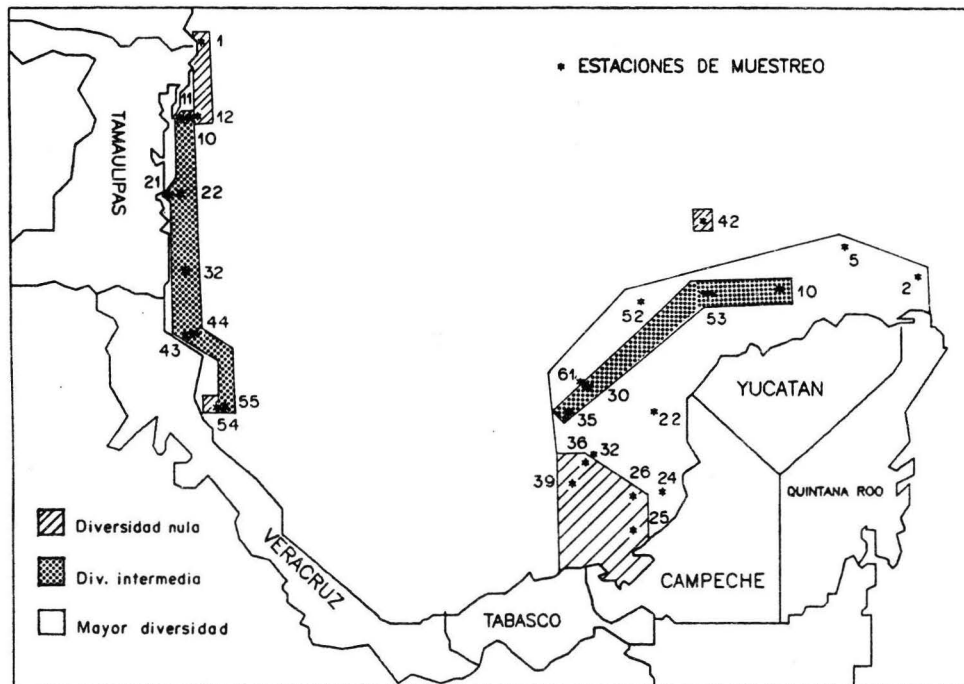 1
* ESTACIONES DE MUESTREO
11
12
10
TAMAULIPAS
21
22
42
5
2
32
10
52
53
44
43
61
30
YUCATAN
55
54
35
22
36
32
39
26
24
QUINTANA ROO
25
Diversidad nula
VERACRUZ
Div. intermedia
CAMPECHE
TABASCO
Mayor diversidad